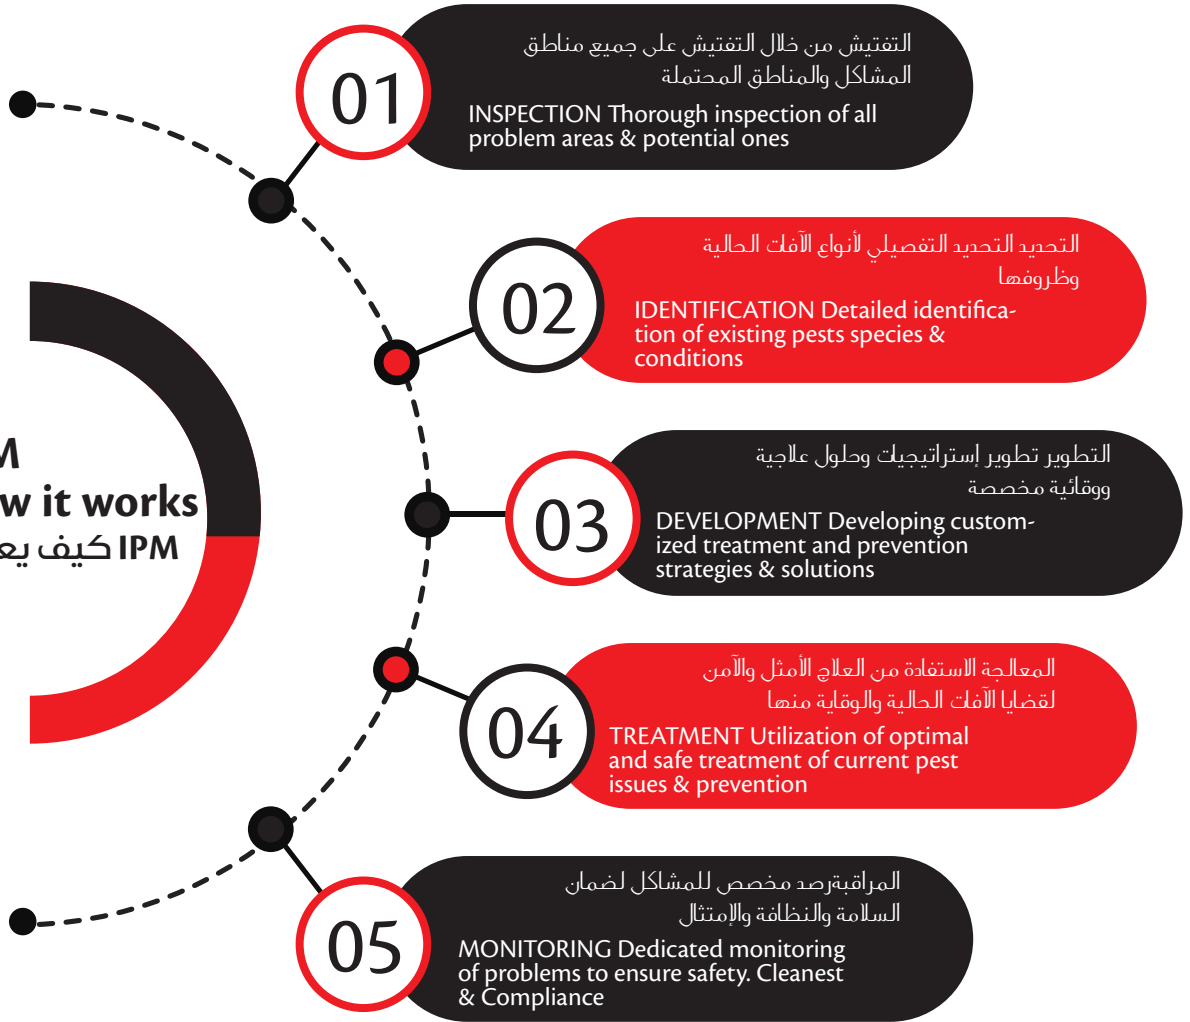 01
التفتيش من خلال التفتيش على جميع مناطق
المشاكل والمناطق المحتملة
INSPECTION Thorough inspection of all
problem areas & potential ones
02
التحديد التحديد التفصيلي لأنواع الآفات الحالية
وظروفها
IDENTIFICATION Detailed identifica-
tion of existing pests species &
conditions
M
w it works
IPM كيف يع
03
التطوير تطوير إستراتيجيات وحلول علاجية
ووقائية مخصصة
DEVELOPMENT Developing custom-
ized treatment and prevention
strategies & solutions
04
المعالجة الاستفادة من العلاج الأمثل والآمن
لقضايا الآفات الحالية والوقاية منها
TREATMENT Utilization of optimal
and safe treatment of current pest
issues & prevention
05
المراقبةرصد مخصص للمشاكل لضمان
السلامة والنظافة والإمتثال
MONITORING Dedicated monitoring
of problems to ensure safety. Cleanest
& Compliance